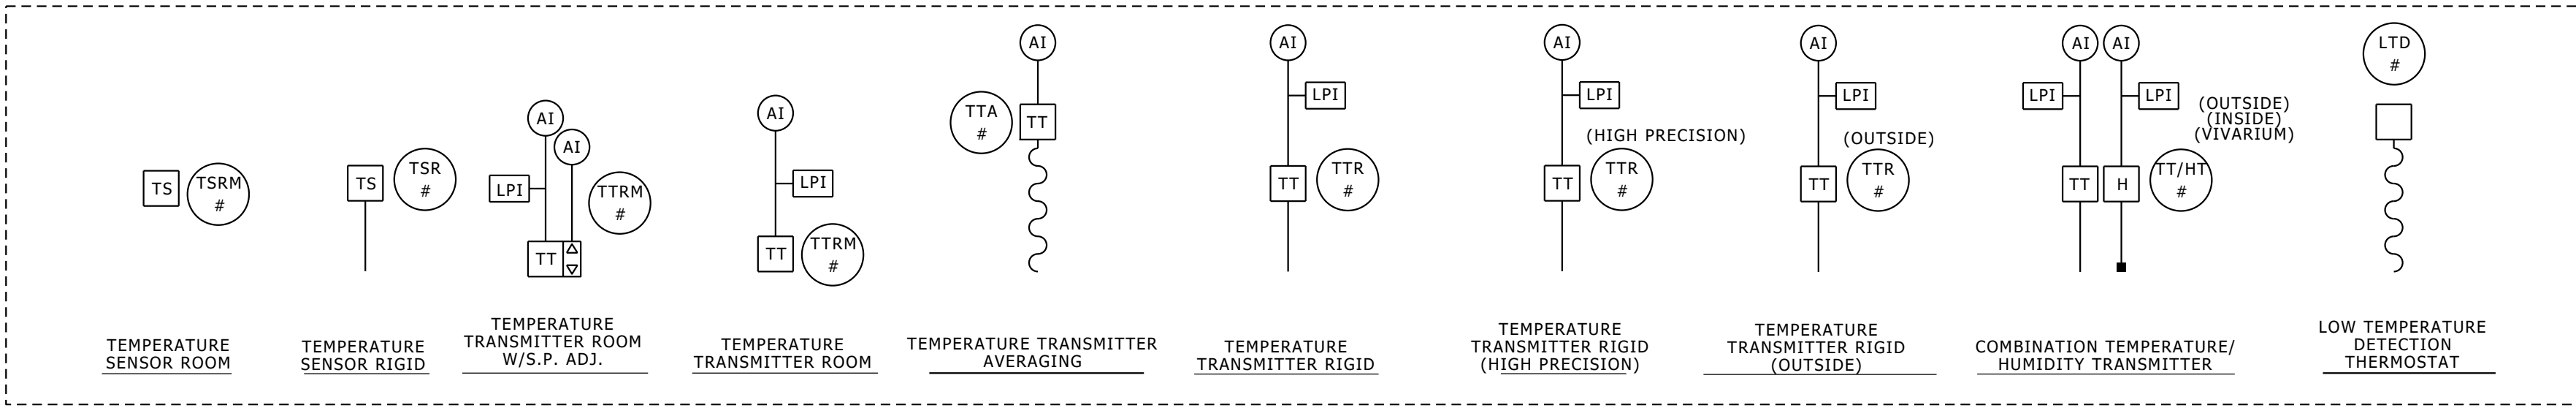 TS
TSRM
#
TEMPERATURE
SENSOR ROOM
TS
TSR
#
TEMPERATURE
SENSOR RIGID
AI
AI
LPI
TTRM
#
TT
TEMPERATURE
TRANSMITTER ROOM
W/S.P. ADJ.
AI
LPI
TT
TTRM
#
TEMPERATURE
TRANSMITTER ROOM
AI
TTA
#
TT
TEMPERATURE TRANSMITTER
AVERAGING
AI
LPI
TT
TTR
#
TEMPERATURE
TRANSMITTER RIGID
AI
LPI
(HIGH PRECISION)
TT
TTR
#
TEMPERATURE
TRANSMITTER RIGID
(HIGH PRECISION)
AI
LPI
(OUTSIDE)
TT
TTR
#
TEMPERATURE
TRANSMITTER RIGID
(OUTSIDE)
AI
AI
LPI
LPI
(OUTSIDE)
(INSIDE)
(VIVARIUM)
TT
H
TT/HT
#
COMBINATION TEMPERATURE/
HUMIDITY TRANSMITTER
LTD
#
LOW TEMPERATURE
DETECTION
THERMOSTAT